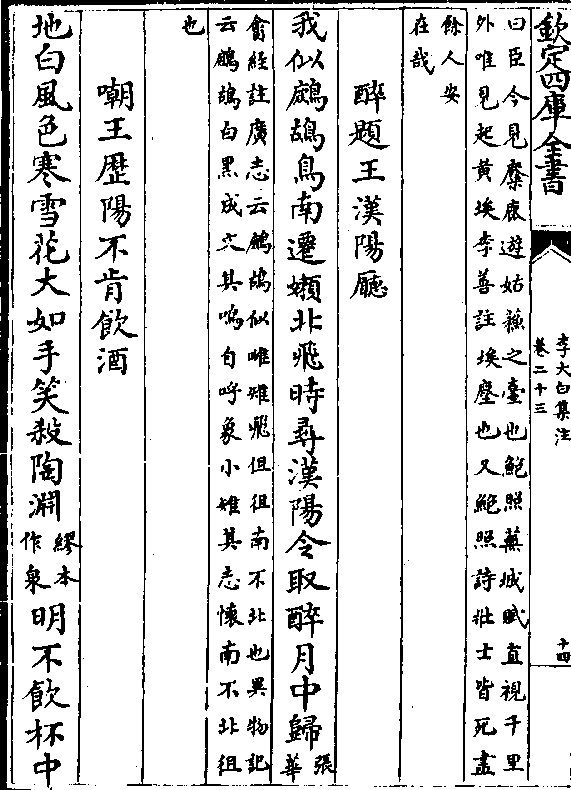 欽定四庫全書
李太白集注
卷二十三
十四
曰臣今見麋鹿遊姑蘇之臺也鮑照蕪城賦直視千里
外唯見起黄埃李善註埃塵也又鮑照詩壯士皆死盡
餘人安
在哉
醉題王漢陽廳
我似鷓鴣鳥南遷嬾北飛時尋漢陽令取醉月中歸
張
華
禽經註廣志云鷓鴣似雌雉飛但徂南不北也異物記
云鷓鴣白黑成文其鳴自呼象小雉其志懷南不北徂
也
嘲王歴陽不肯飲酒
地白風色寒雪花大如手笑殺陶淵
繆本
作泉
明不飲杯中